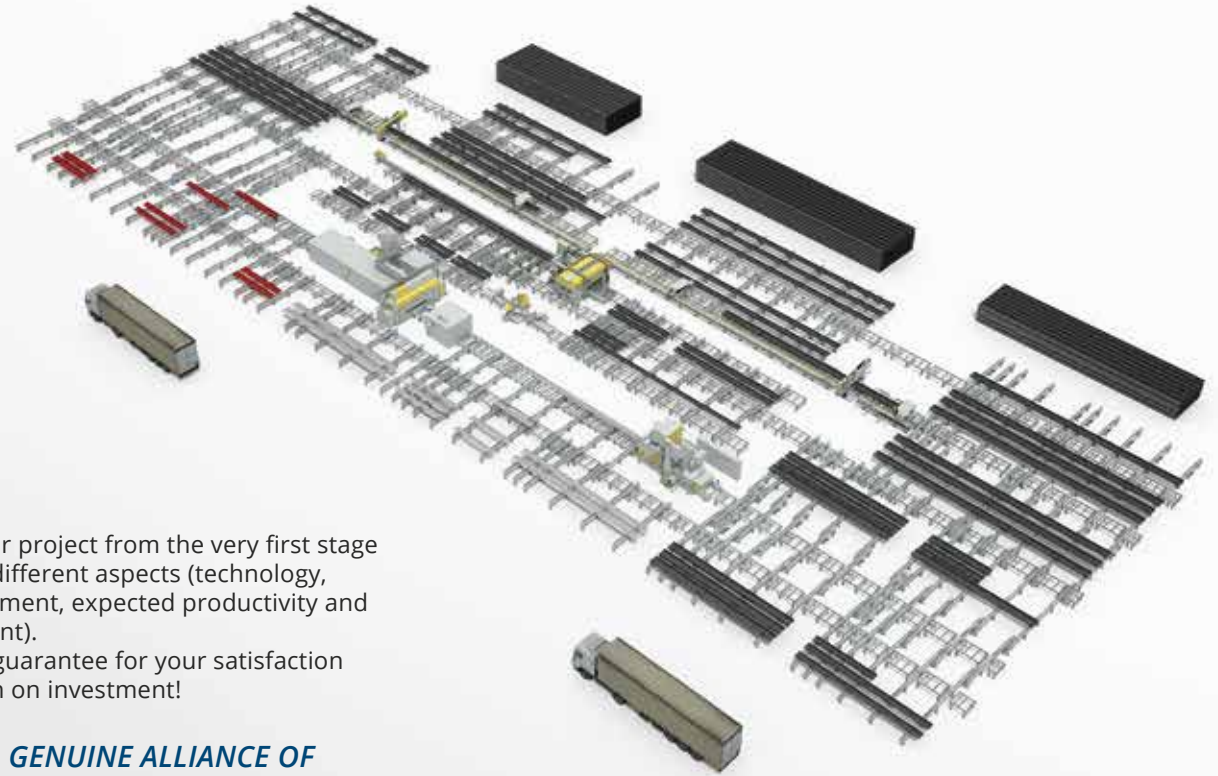 r project from the very first stage
different aspects (technology,
ment, expected productivity and
nt).
guarantee for your satisfaction
n on investment!
GENUINE ALLIANCE OF